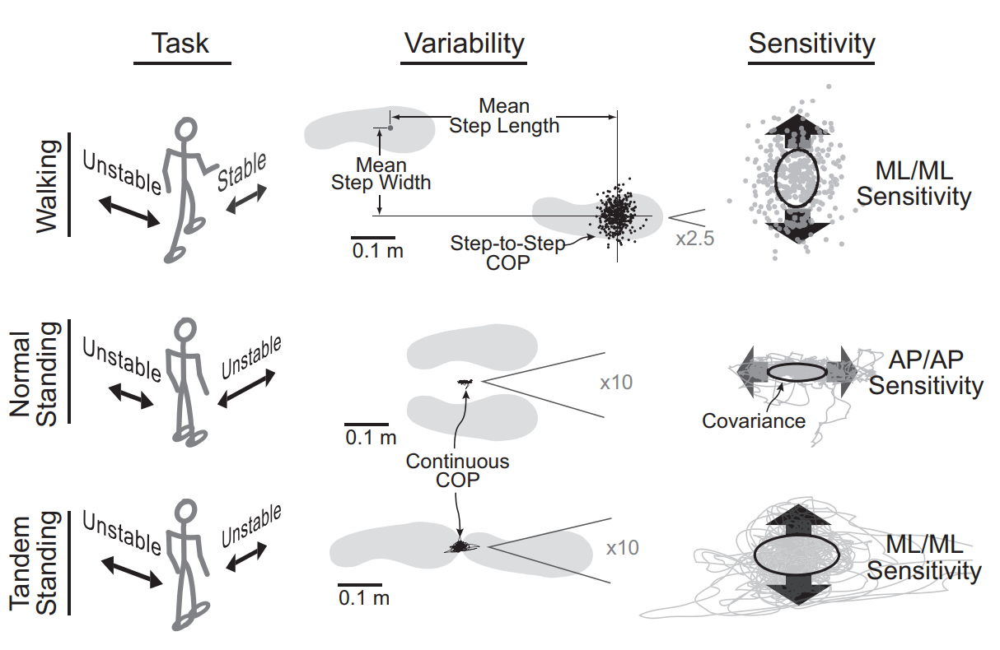 Task
Variability
Sensitivity
Walking
Unstable
Stable
Mean
Step Length
Mean
Step Width
0.1 m
Step-to-Step
COP
x2.5
ML/ML
Sensitivity
Normal
Standing
Unstable
Unstable
0.1 m
x10
AP/AP
Sensitivity
Covariance
Continuous
COP
Tandem
Standing
Unstable
Unstable
0.1 m
x10
ML/ML
Sensitivity